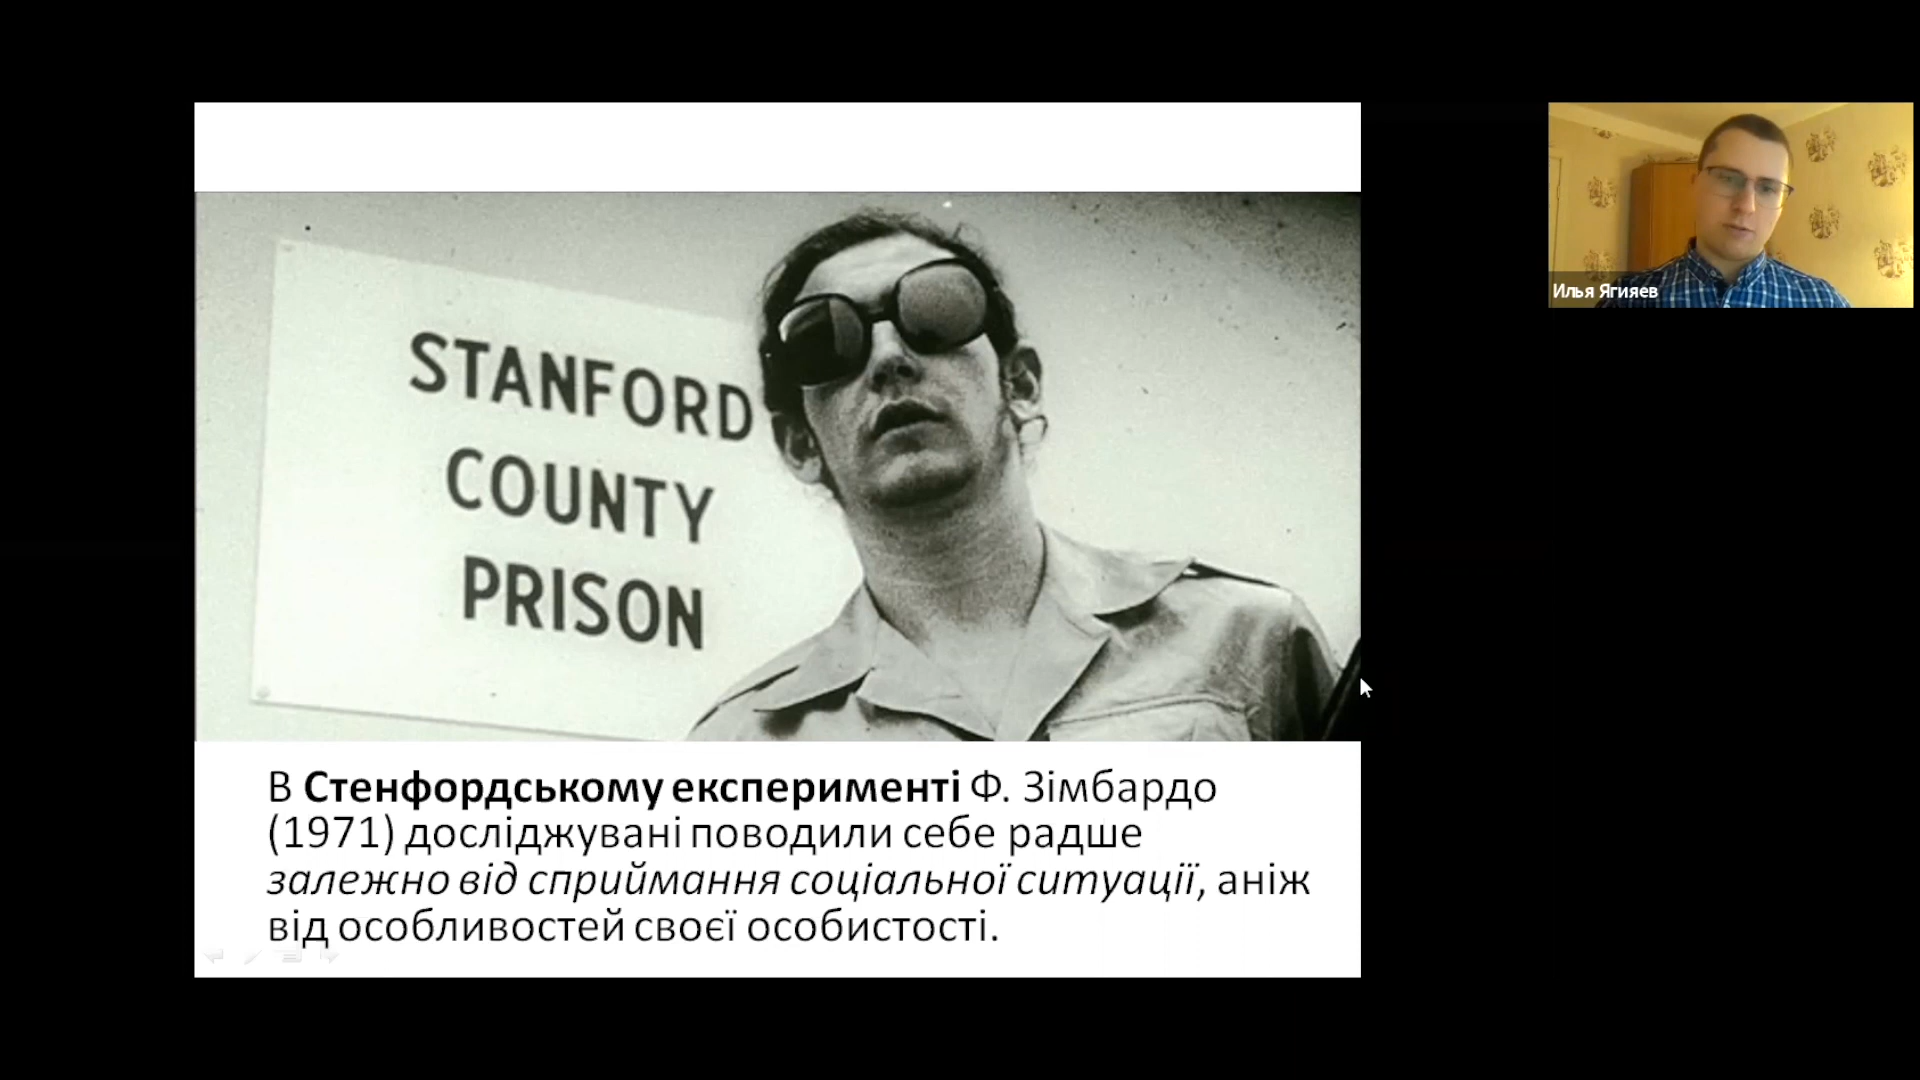 STANFORD
COUNTY
PRISON
Илья Ягияев
В Стенфордському експерименті Ф. Зімбардо
(1971) досліджувані поводили себе радше
залежно від сприймання соціальної ситуації, аніж
від особливостей своєї особистості.